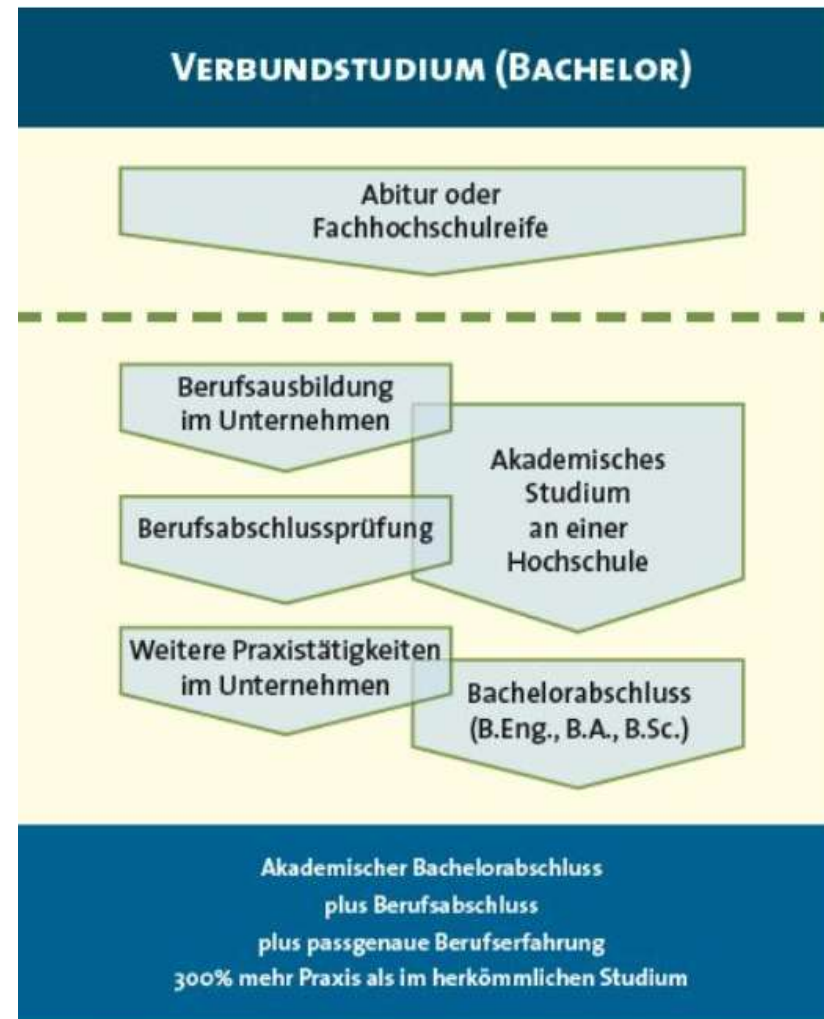 VERBUNDSTUDIUM (BACHELOR)
Abitur oder
Fachhochschulreife
Berufsausbildung
im Unternehmen
Akademisches
Studium
an einer
Hochschule
Berufsabschlussprüfung
Weitere Praxistätigkeiten
im Unternehmen
Bachelorabschluss
(B.Eng., B.A., B.Sc.)
Akademischer Bachelorabschluss
plus Berufsabschluss
plus passgenaue Berufserfahrung
300% mehr Praxis als im herkömmlichen Studium